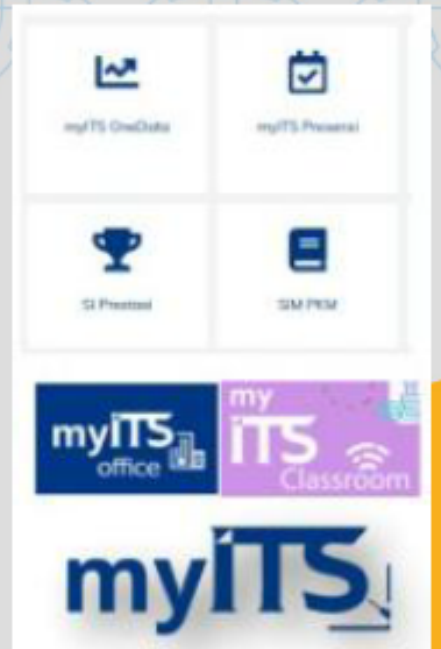 myITS OneData
myITS Presensi
SI Prestasi
SIM PKM
myITS
office
my
ITS
Classroom
myITS